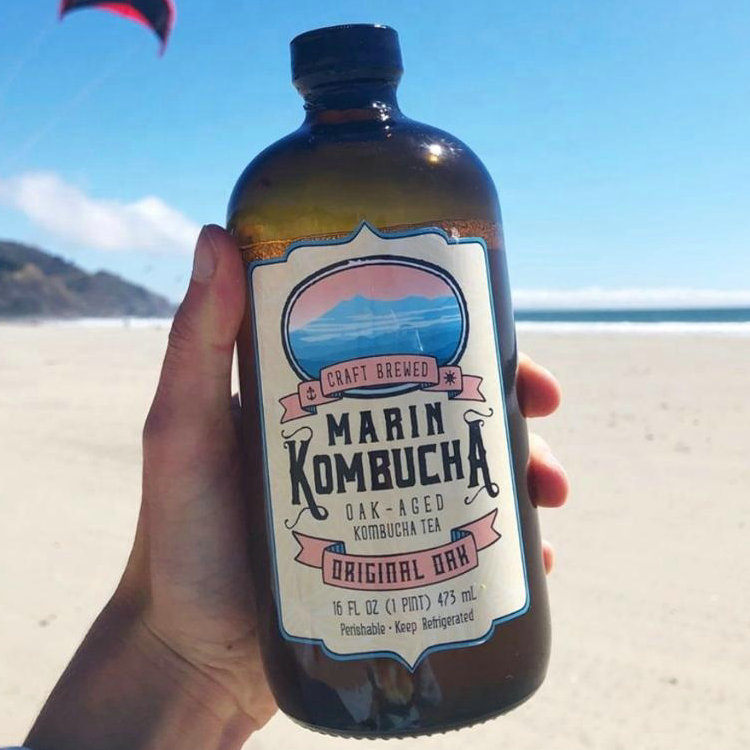 CRAFT BREWED
MARIN
KOMBUCHA
OAK-AGED
KOMBUCHA TEA
ORIGINAL OAK
16 FL OZ (1 PINT) 473 mL
Perishable • Keep Refrigerated